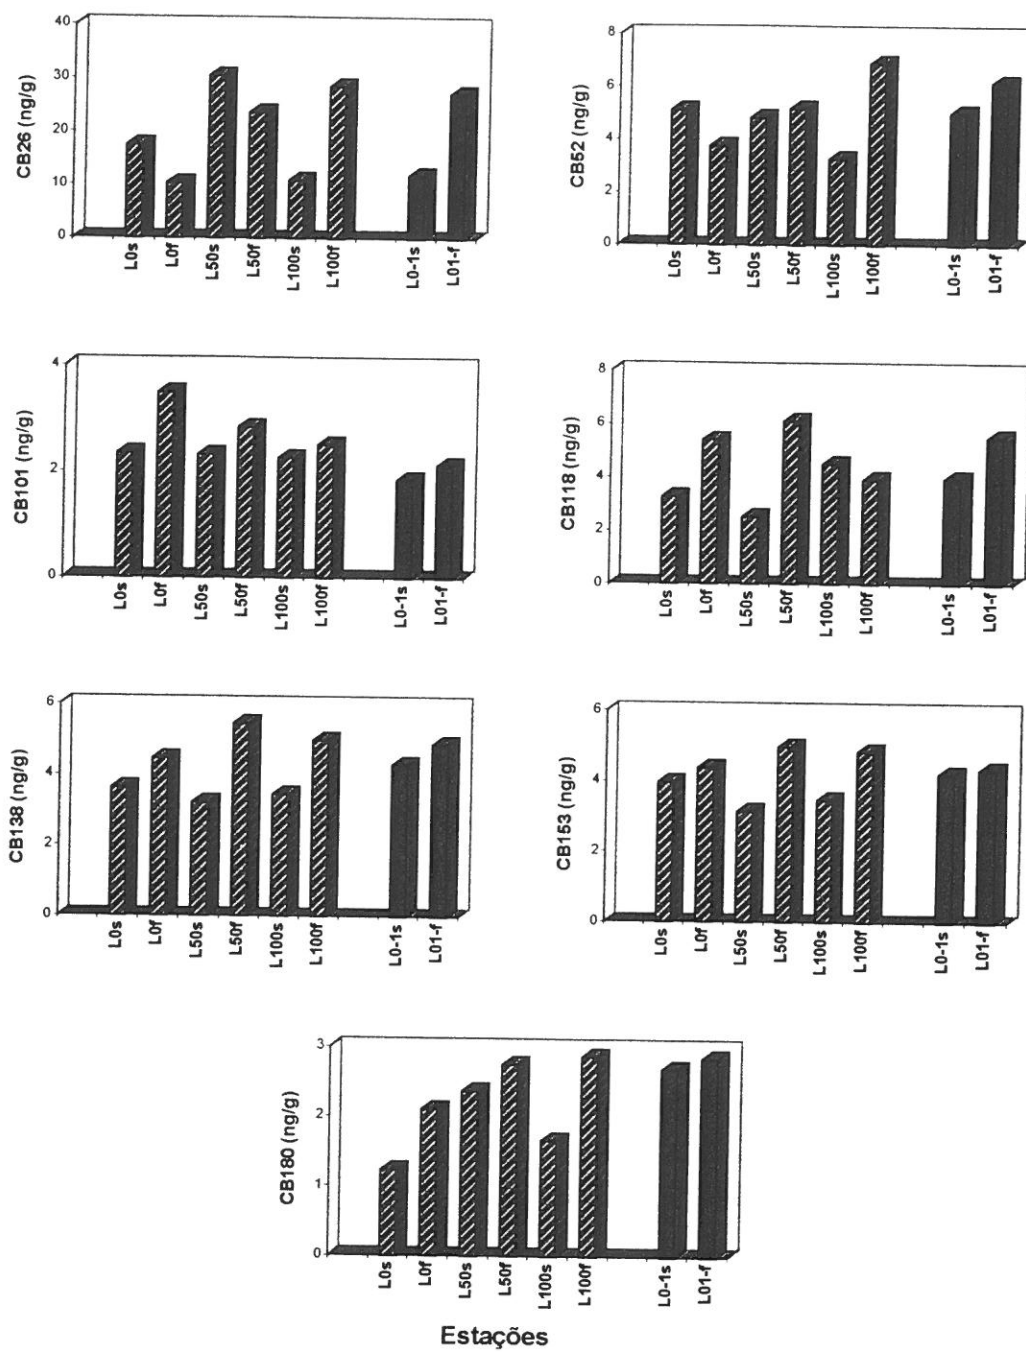 CB26 (ng/g)
40
30
20
10
0
L0s
L0f
L50s
L50f
L100s
L100f
L0-1s
L01-f
CB52 (ng/g)
8
6
4
2
0
L0s
L0f
L50s
L50f
L100s
L100f
L0-1s
L01-f
CB101 (ng/g)
4
2
0
L0s
L0f
L50s
L50f
L100s
L100f
L0-1s
L01-f
CB118 (ng/g)
8
6
4
2
0
L0s
L0f
L50s
L50f
L100s
L100f
L0-1s
L01-f
CB138 (ng/g)
6
4
2
0
L0s
L0f
L50s
L50f
L100s
L100f
L0-1s
L01-f
CB153 (ng/g)
6
4
2
0
L0s
L0f
L50s
L50f
L100s
L100f
L0-1s
L01-f
CB180 (ng/g)
3
2
1
0
L0s
L0f
L50s
L50f
L100s
L100f
L0-1s
L01-f
Estações